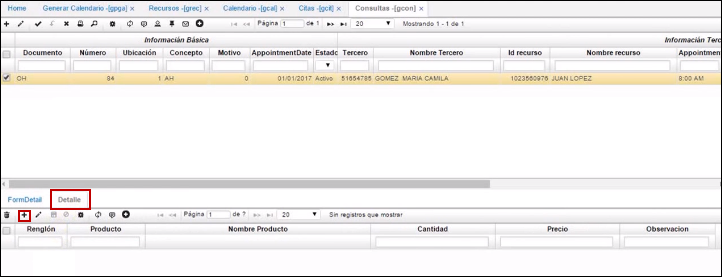 Home Generar Calendario -[gpga] × Recursos -[grec] × Calendario -[gcal] × Citas -[gcit] × Consultas -[gcon] ×
Página 1 de 1 20 Mostrando 1 - 1 de 1
Información Básica Información Terc
Documento Número Ubicación Concepto Motivo AppointmentDate Estado Tercero Nombre Tercero Id recurso Nombre recurso Appointmen
CH 84 1 AH 0 01/01/2017 Activo 51654785 GOMEZ MARIA CAMILA 1023560976 JUAN LOPEZ 8:00 AM
FormDetail Detalle
Página 1 de ? 20 Sin registros que mostrar
Renglón Producto Nombre Producto Cantidad Precio Observacion